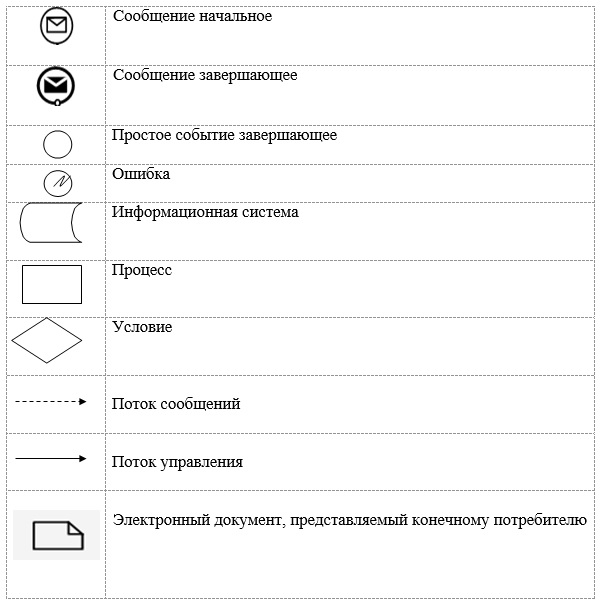 Сообщение начальное
Сообщение завершающее
Простое событие завершающее
Ошибка
Информационная система
Процесс
Условие
Поток сообщений
Поток управления
Электронный документ, представляемый конечному потребителю